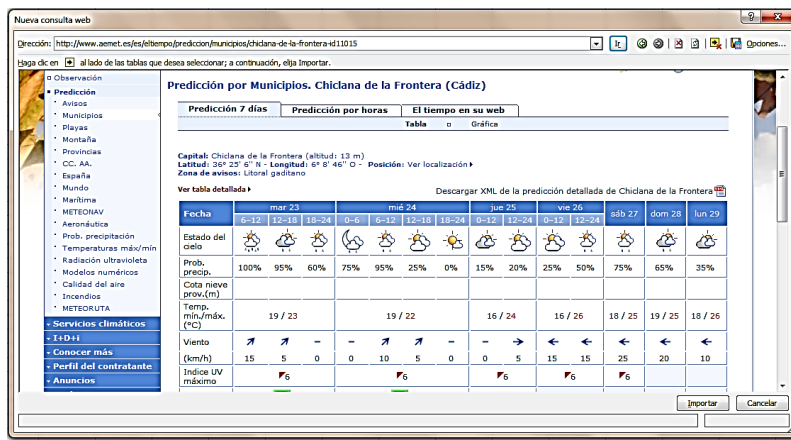 Nueva consulta web
Dirección: http://www.aemet.es/es/eltiempo/prediccion/municipios/chiclana-de-la-frontera-id11015 Ir Opciones...
Haga clic en al lado de las tablas que desea seleccionar; a continuación, elija Importar.
Observación
Predicción
Avisos
Municipios
Playas
Montaña
Provincias
CC. AA.
España
Mundo
Marítima
METEONAV
Aeronáutica
Prob. precipitación
Temperaturas máx/mín
Radiación ultravioleta
Modelos numéricos
Calidad del aire
Incendios
METEORUTA
Servicios climáticos
I+D+i
Conocer más
Perfil del contratante
Anuncios
Predicción por Municipios. Chiclana de la Frontera (Cádiz)
Predicción 7 días Predicción por horas El tiempo en su web
Tabla Gráfica
Capital: Chiclana de la Frontera (altitud: 13 m)
Latitud: 36° 25' 6'' N - Longitud: 6° 8' 46'' O - Posición: Ver localización
Zona de avisos: Litoral gaditano
Ver tabla detallada Descargar XML de la predicción detallada de Chiclana de la Frontera
Fecha mar 23 mié 24 jue 25 vie 26 sáb 27 dom 28 lun 29
6-12 12-18 18-24 0-6 6-12 12-18 18-24 0-12 12-24 0-12 12-24
Estado del
cielo
Prob.
precip. 100% 95% 60% 75% 95% 25% 0% 15% 20% 25% 50% 75% 65% 35%
Cota nieve
prov.(m)
Temp.
mín./máx.
(°C) 19 / 23 19 / 22 16 / 24 16 / 26 18 / 25 19 / 25 18 / 26
Viento
(km/h) 15 5 0 0 10 5 0 0 5 15 15 25 20 10
Indice UV
máximo 6 6 6 6 6
Importar Cancelar